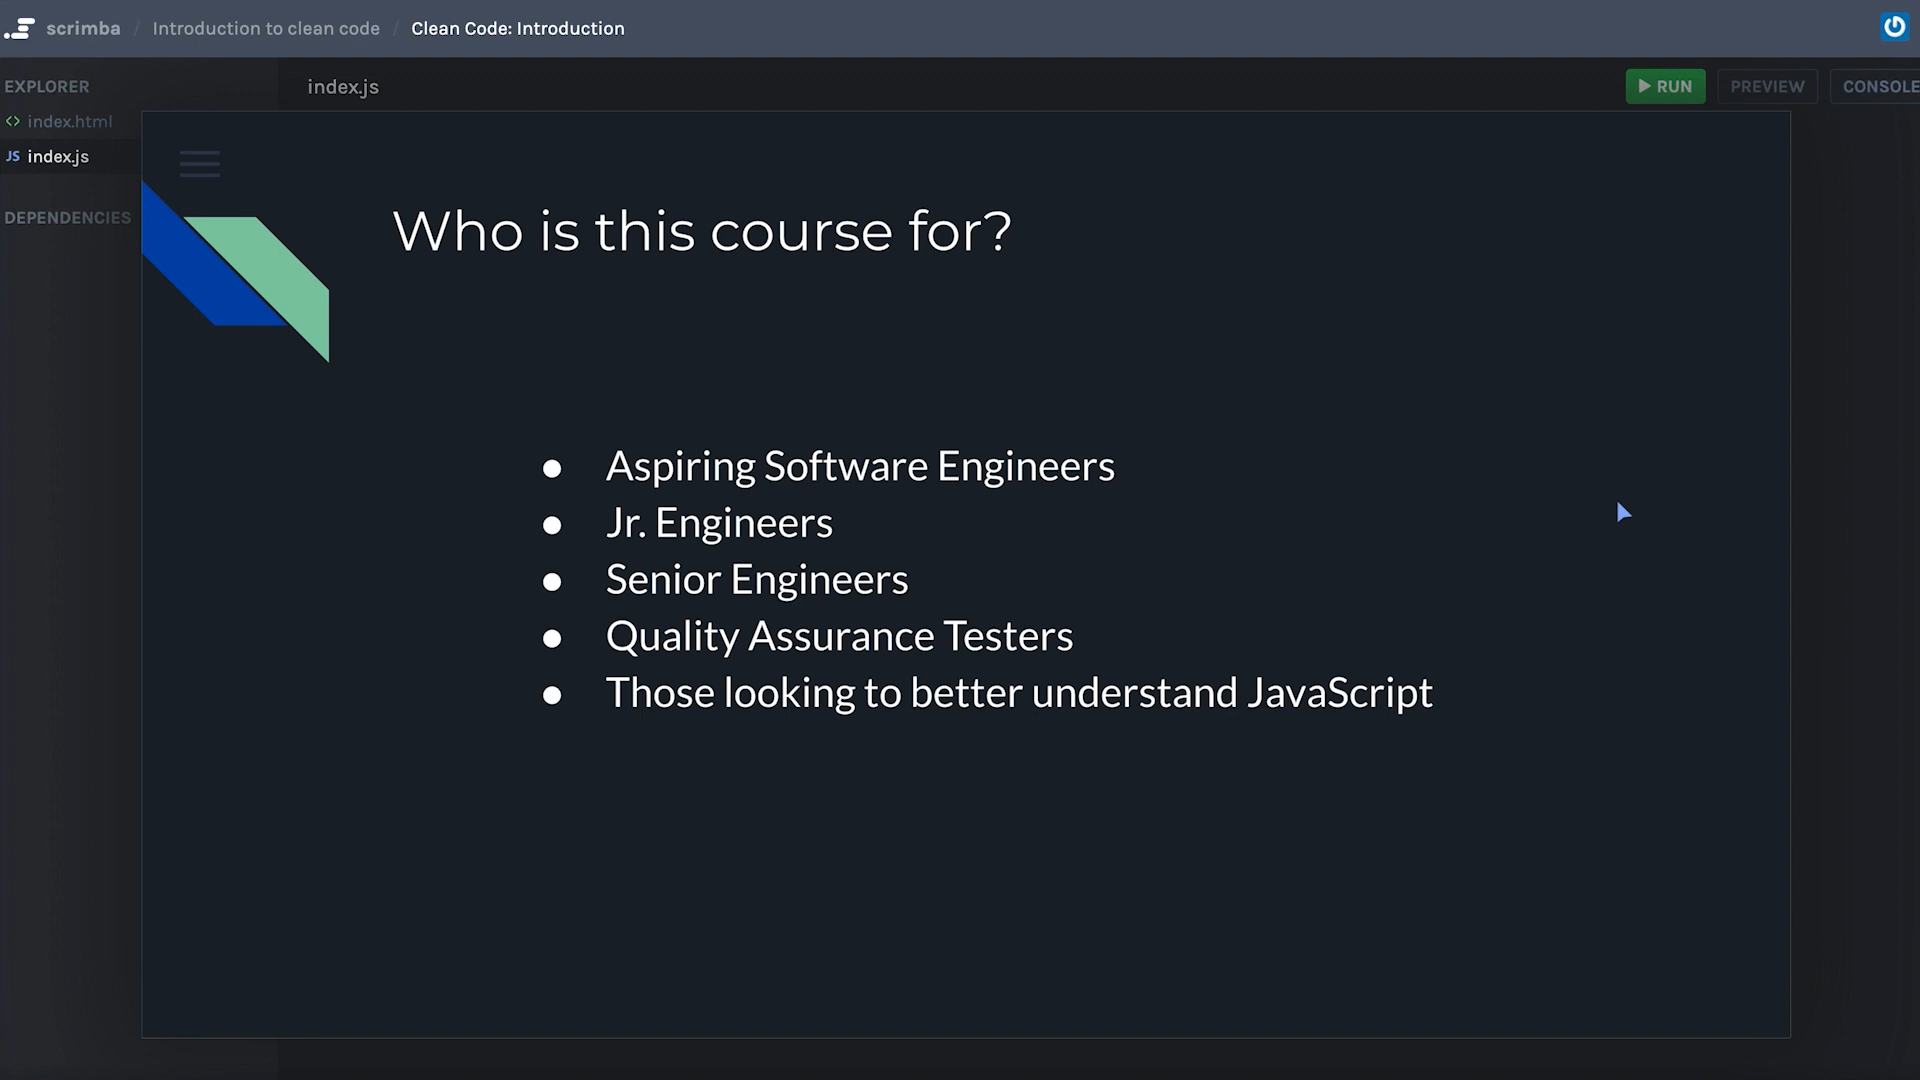 scrimba / Introduction to clean code / Clean Code: Introduction
EXPLORER
index.js
RUN
PREVIEW
CONSOLE
<> index.html
JS index.js
DEPENDENCIES
Who is this course for?
● Aspiring Software Engineers
● Jr. Engineers
● Senior Engineers
● Quality Assurance Testers
● Those looking to better understand JavaScript